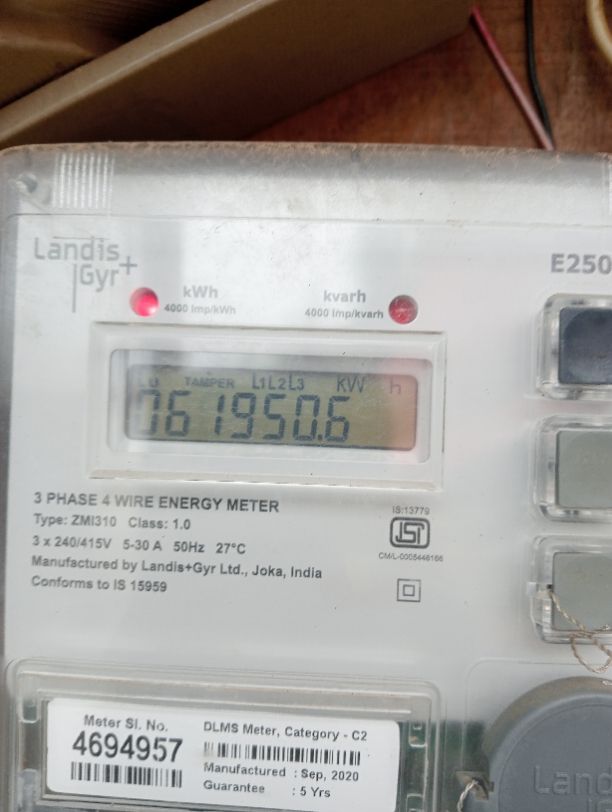 Landis+
Gyr+
E250
kWh
4000 Imp/kWh
kvarh
4000 Imp/kvarh
TAMPER L1L2L3 KW h
061950.6
3 PHASE 4 WIRE ENERGY METER
Type: ZMI310 Class: 1.0
3 x 240/415V 5-30 A 50Hz 27°C
Manufactured by Landis+Gyr Ltd., Joka, India
Conforms to IS 15959
IS:13779
ISI
CM/L-0005446166
Meter Sl. No.
4694957
DLMS Meter, Category - C2
Manufactured : Sep, 2020
Guarantee : 5 Yrs
Land